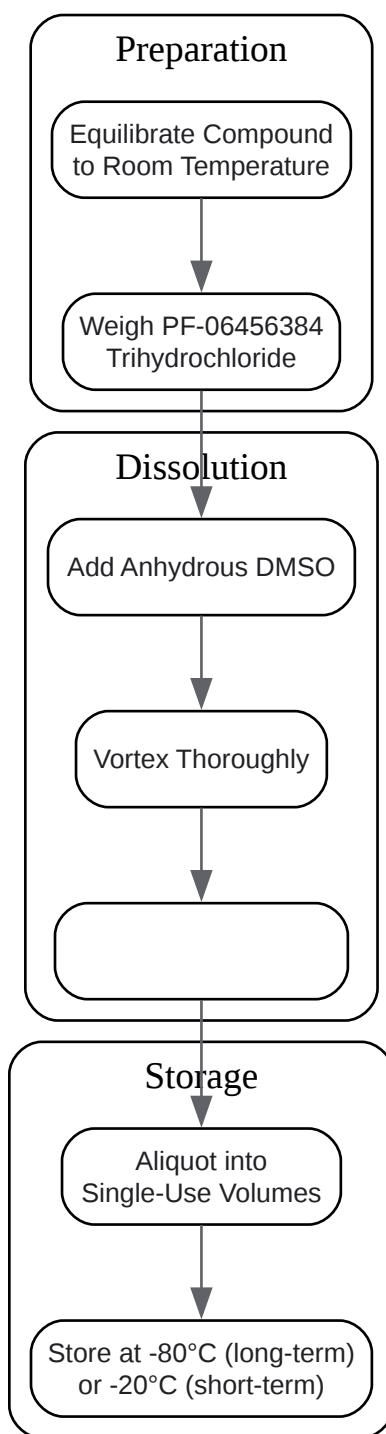 Preparation
Equilibrate Compound
to Room Temperature
Weigh PF-06456384
Trihydrochloride
Dissolution
Add Anhydrous DMSO
Vortex Thoroughly
Storage
Aliquot into
Single-Use Volumes
Store at -80°C (long-term)
or -20°C (short-term)